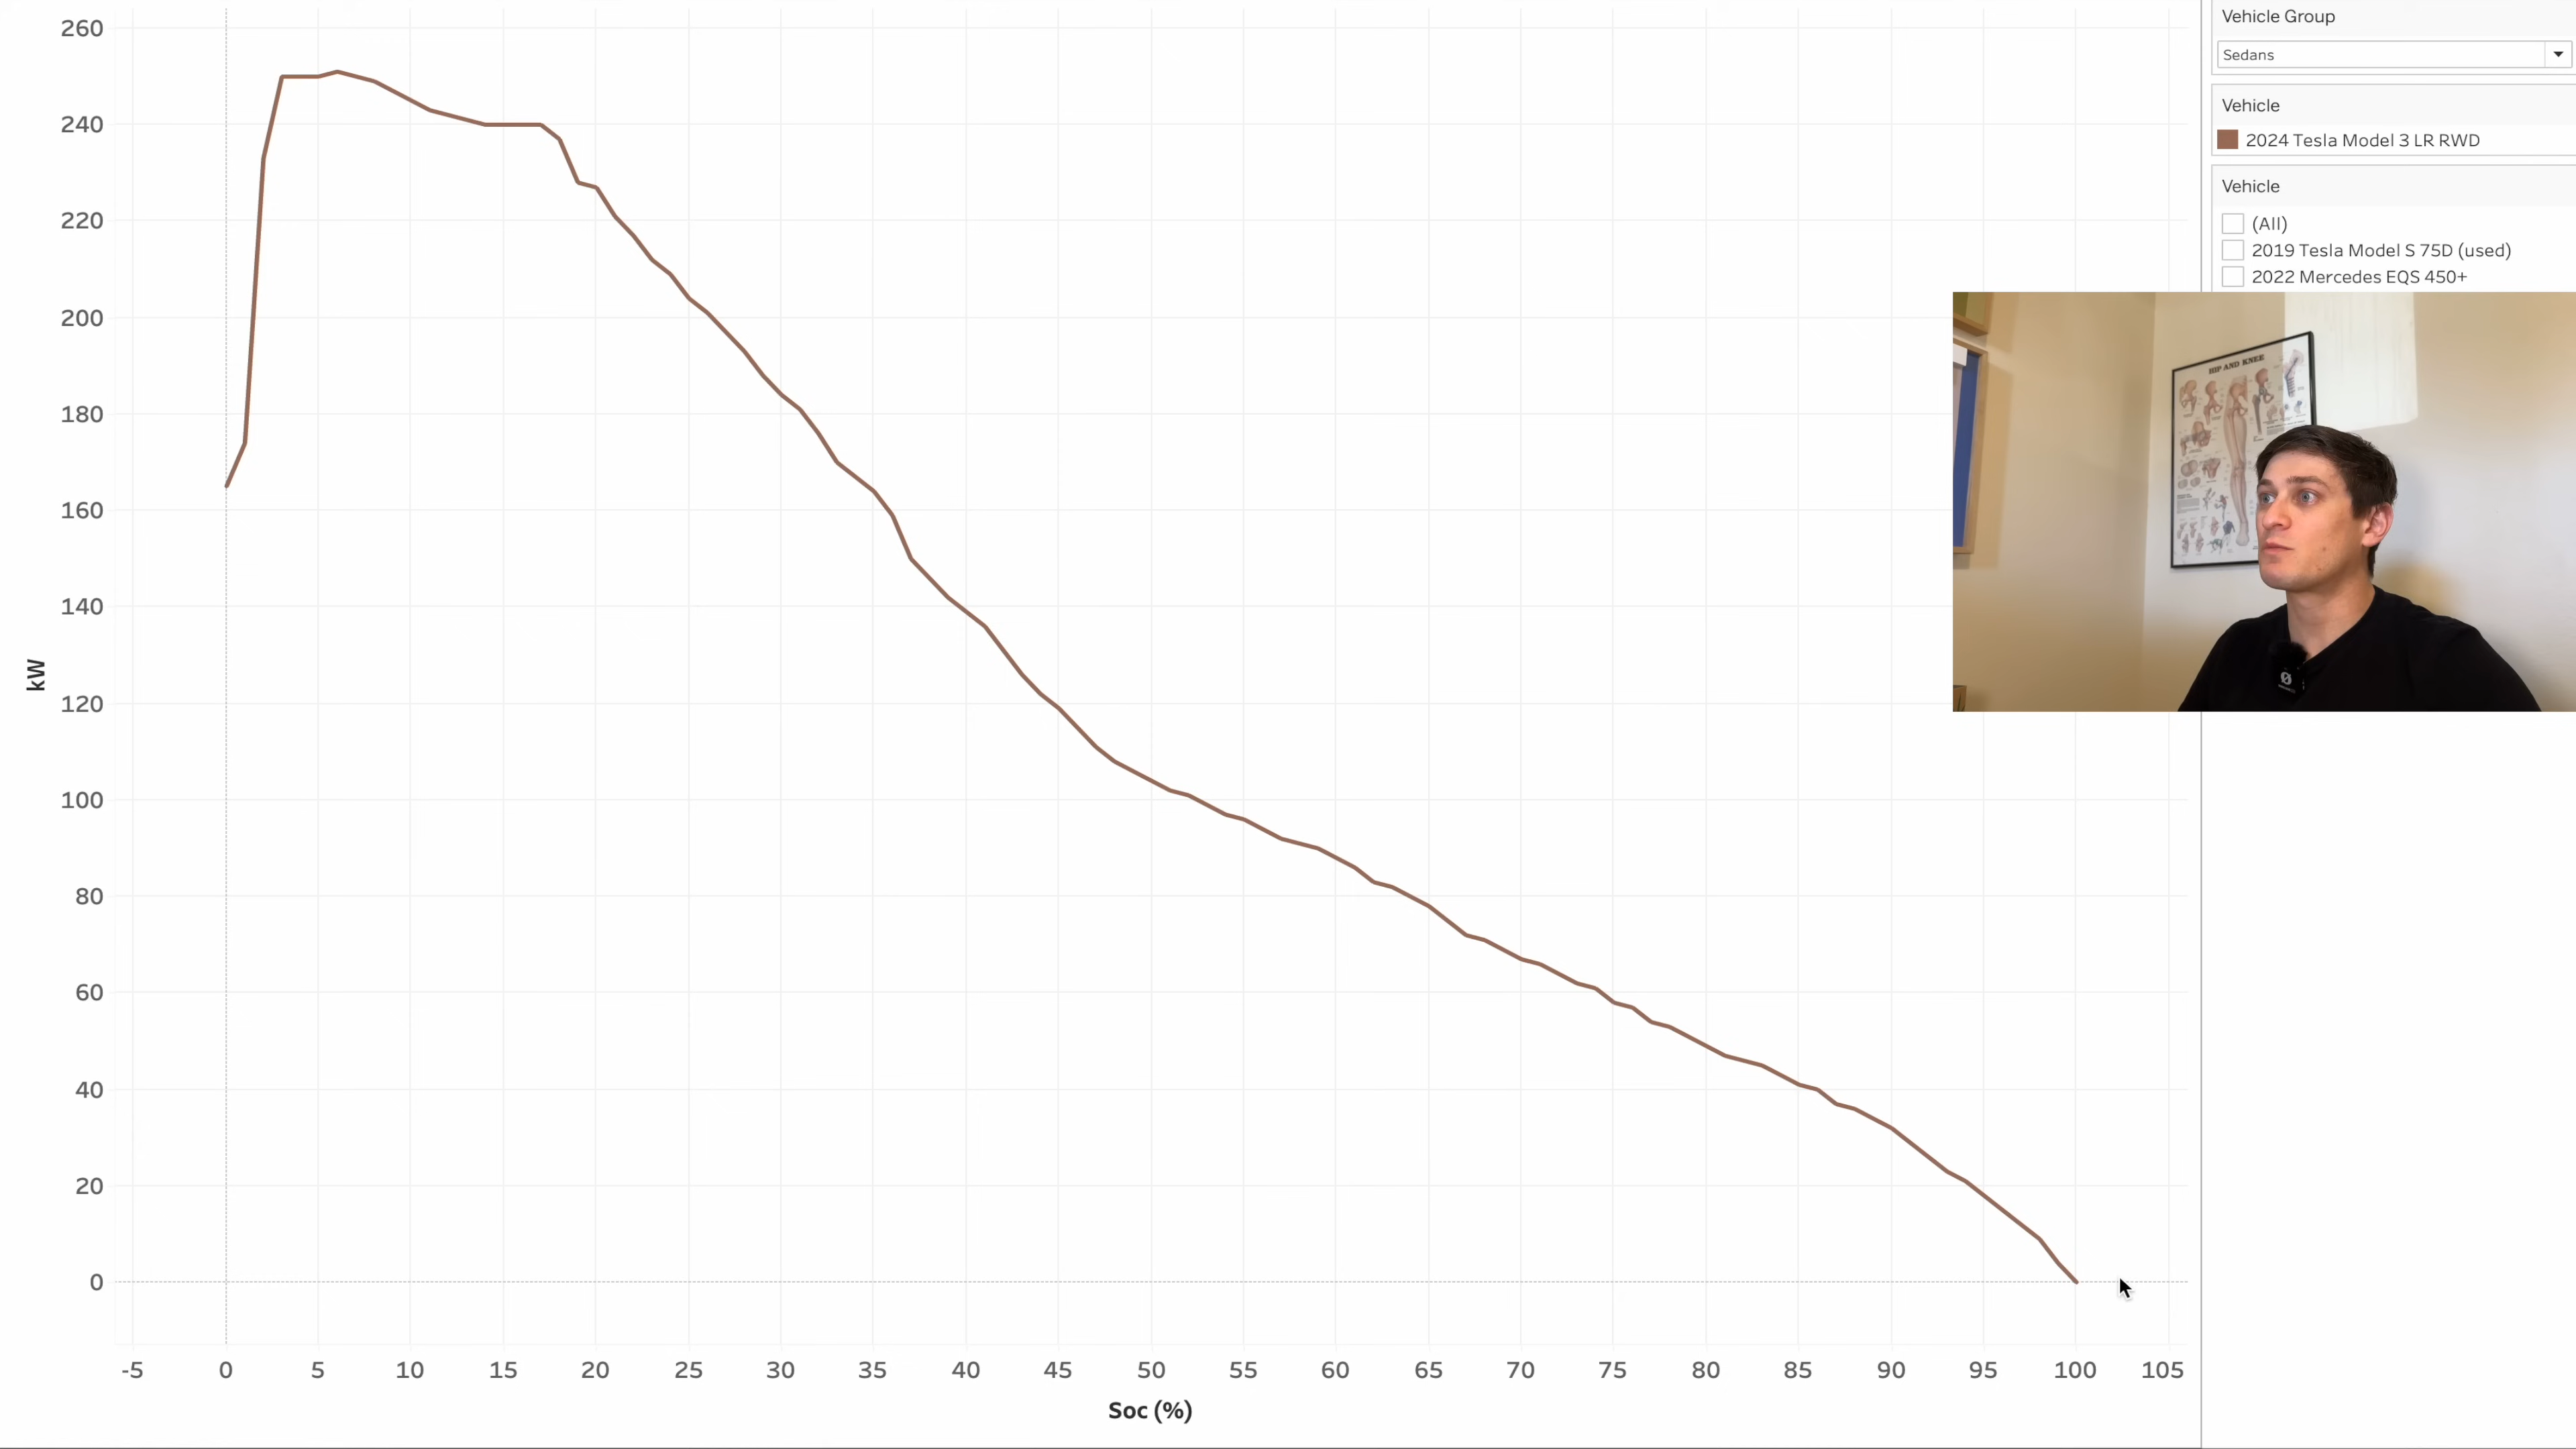 260
240
220
200
180
160
140
120
100
80
60
40
20
0
kW
-5 0 5 10 15 20 25 30 35 40 45 50 55 60 65 70 75 80 85 90 95 100 105
Soc (%)
Vehicle Group
Sedans
Vehicle
2024 Tesla Model 3 LR RWD
Vehicle
(All)
2019 Tesla Model S 75D (used)
2022 Mercedes EQS 450+
HIP AND KNEE